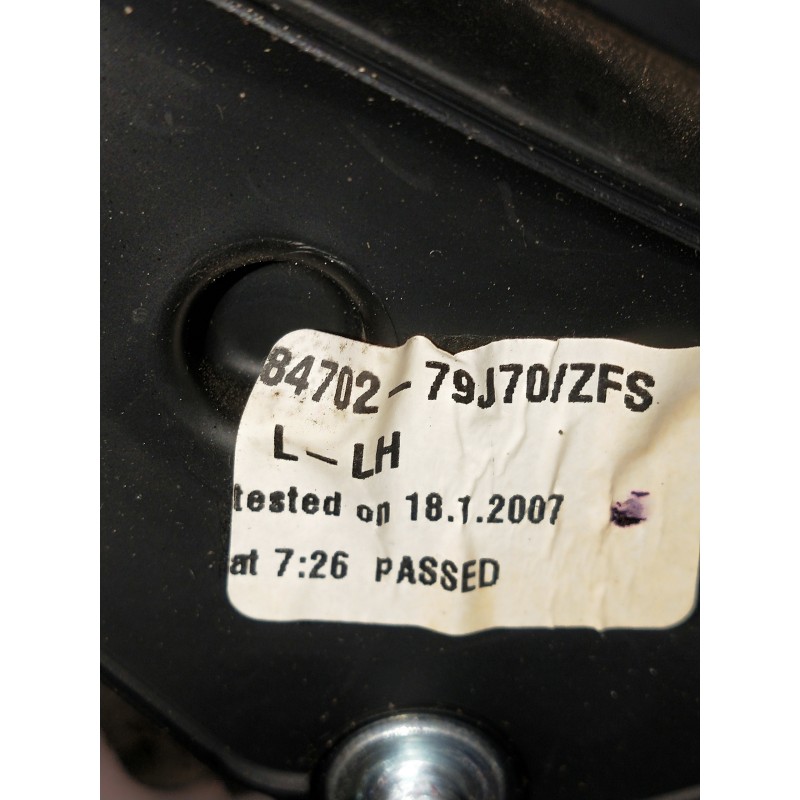 84702-79J70/ZFS
L-LH
tested on 18.1.2007
at 7:26 PASSED